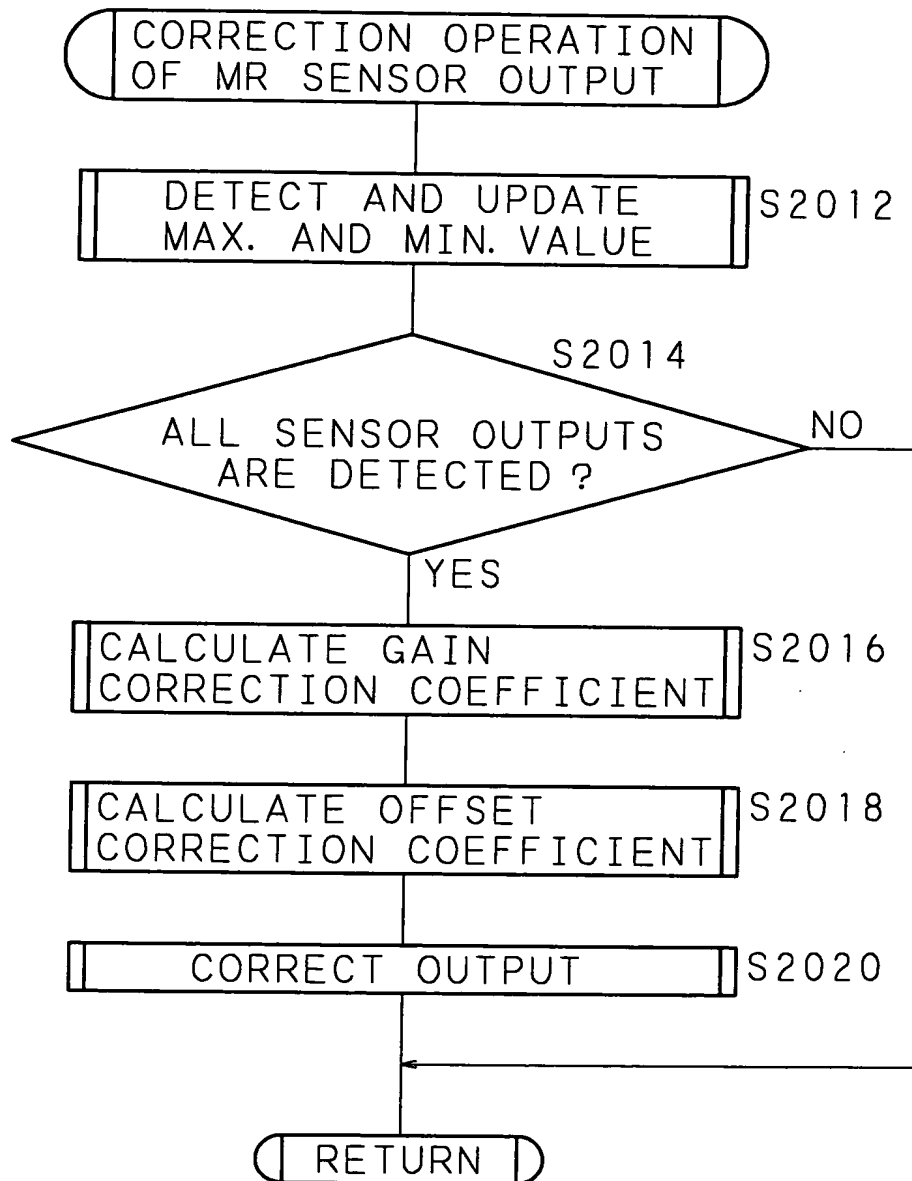 CORRECTION OPERATION
OF MR SENSOR OUTPUT
DETECT AND UPDATE
MAX. AND MIN. VALUE
S2012
S2014
ALL SENSOR OUTPUTS
ARE DETECTED ?
NO
YES
CALCULATE GAIN
CORRECTION COEFFICIENT
S2016
CALCULATE OFFSET
CORRECTION COEFFICIENT
S2018
CORRECT OUTPUT
S2020
RETURN